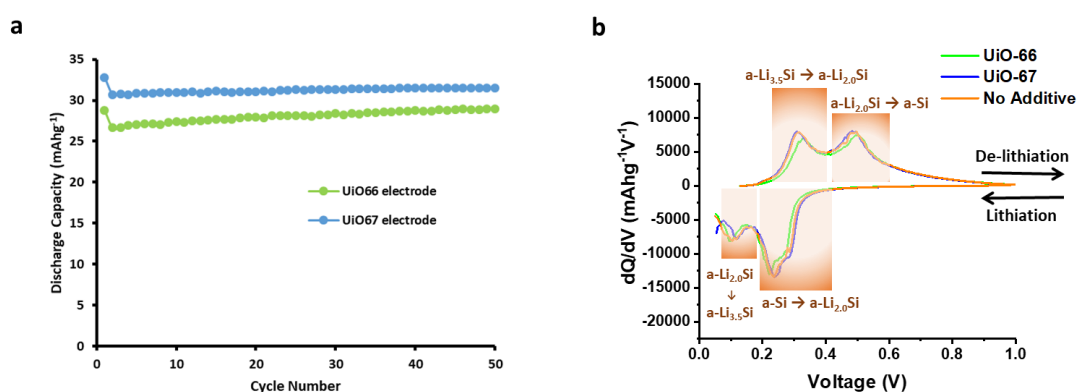 a
Discharge Capacity (mAhg⁻¹)
35
30
25
20
15
10
5
0
UiO66 electrode
UiO67 electrode
0
10
20
30
40
50
Cycle Number
b
UiO-66
UiO-67
No Additive
dQ/dV (mAhg⁻¹V⁻¹)
15000
10000
5000
0
-5000
-10000
-15000
-20000
a-Li₃.₅Si → a-Li₂.₀Si
a-Li₂.₀Si → a-Si
De-lithiation
Lithiation
a-Li₂.₀Si
↓
a-Li₃.₅Si
a-Si → a-Li₂.₀Si
0.0
0.2
0.4
0.6
0.8
1.0
Voltage (V)